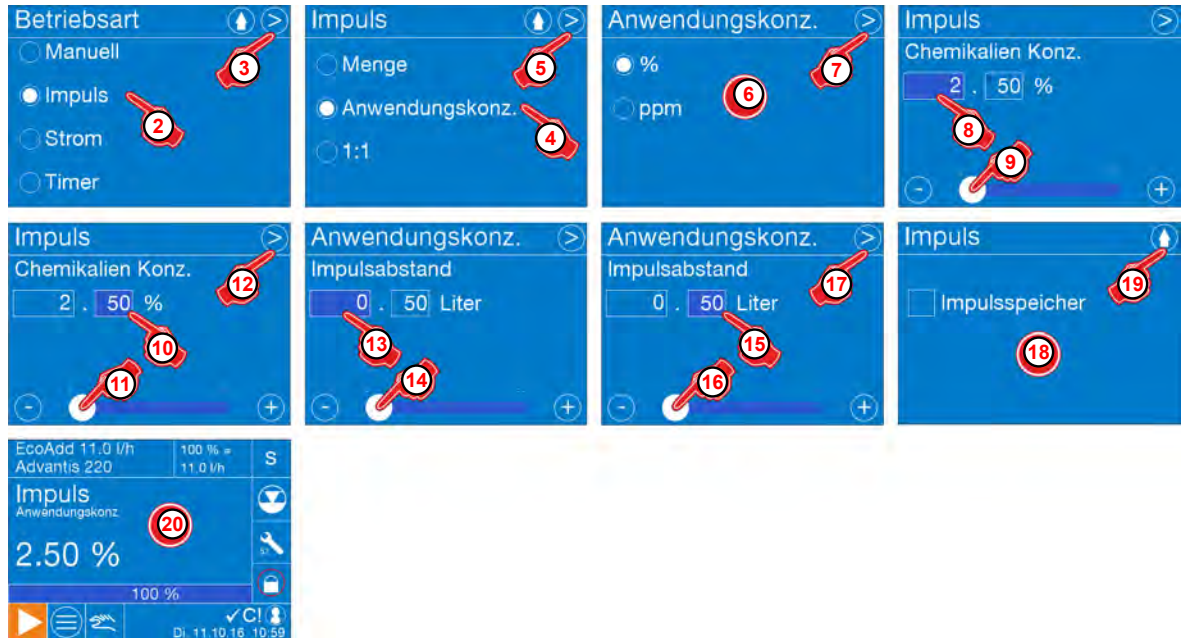 Betriebsart
Manuell
Impuls
Strom
Timer
3
2
Impuls
Menge
Anwendungskonz.
1:1
5
4
Anwendungskonz.
%
ppm
7
6
Impuls
Chemikalien Konz.
2 . 50 %
8
9
- +
Impuls
Chemikalien Konz.
2 . 50 %
12
10
11
- +
Anwendungskonz.
Impulsabstand
0 . 50 Liter
13
14
- +
Anwendungskonz.
Impulsabstand
0 . 50 Liter
17
15
16
- +
Impuls
Impulsspeicher
19
18
EcoAdd 11.0 l/h
Advantis 220
100 % =
11.0 l/h
S
Impuls
Anwendungskonz.
20
2.50 %
100 %
✓C!
Di. 11.10.16 10:59